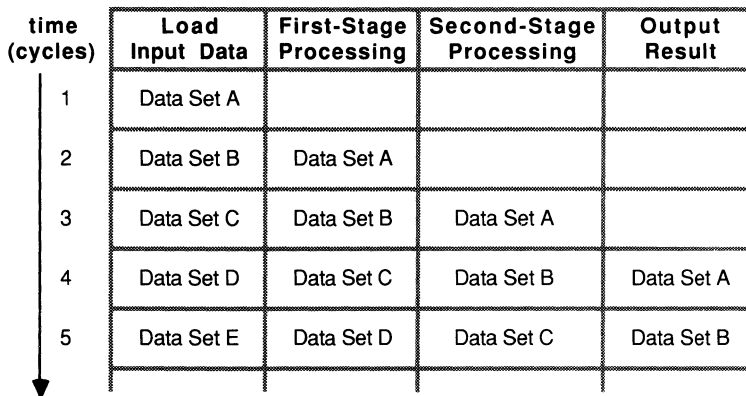 time (cycles) Load Input Data First-Stage Processing Second-Stage Processing Output Result
1 Data Set A
2 Data Set B Data Set A
3 Data Set C Data Set B Data Set A
4 Data Set D Data Set C Data Set B Data Set A
5 Data Set E Data Set D Data Set C Data Set B